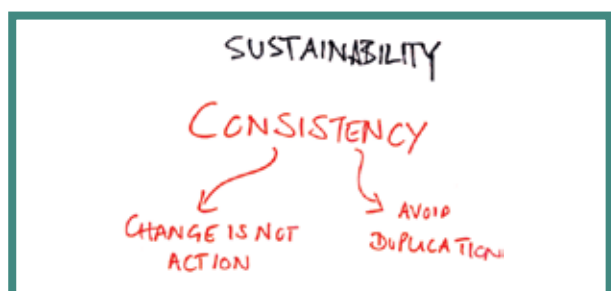 SUSTAINABILITY
CONSISTENCY
CHANGE IS NOT
ACTION
AVOID
DUPLICATION